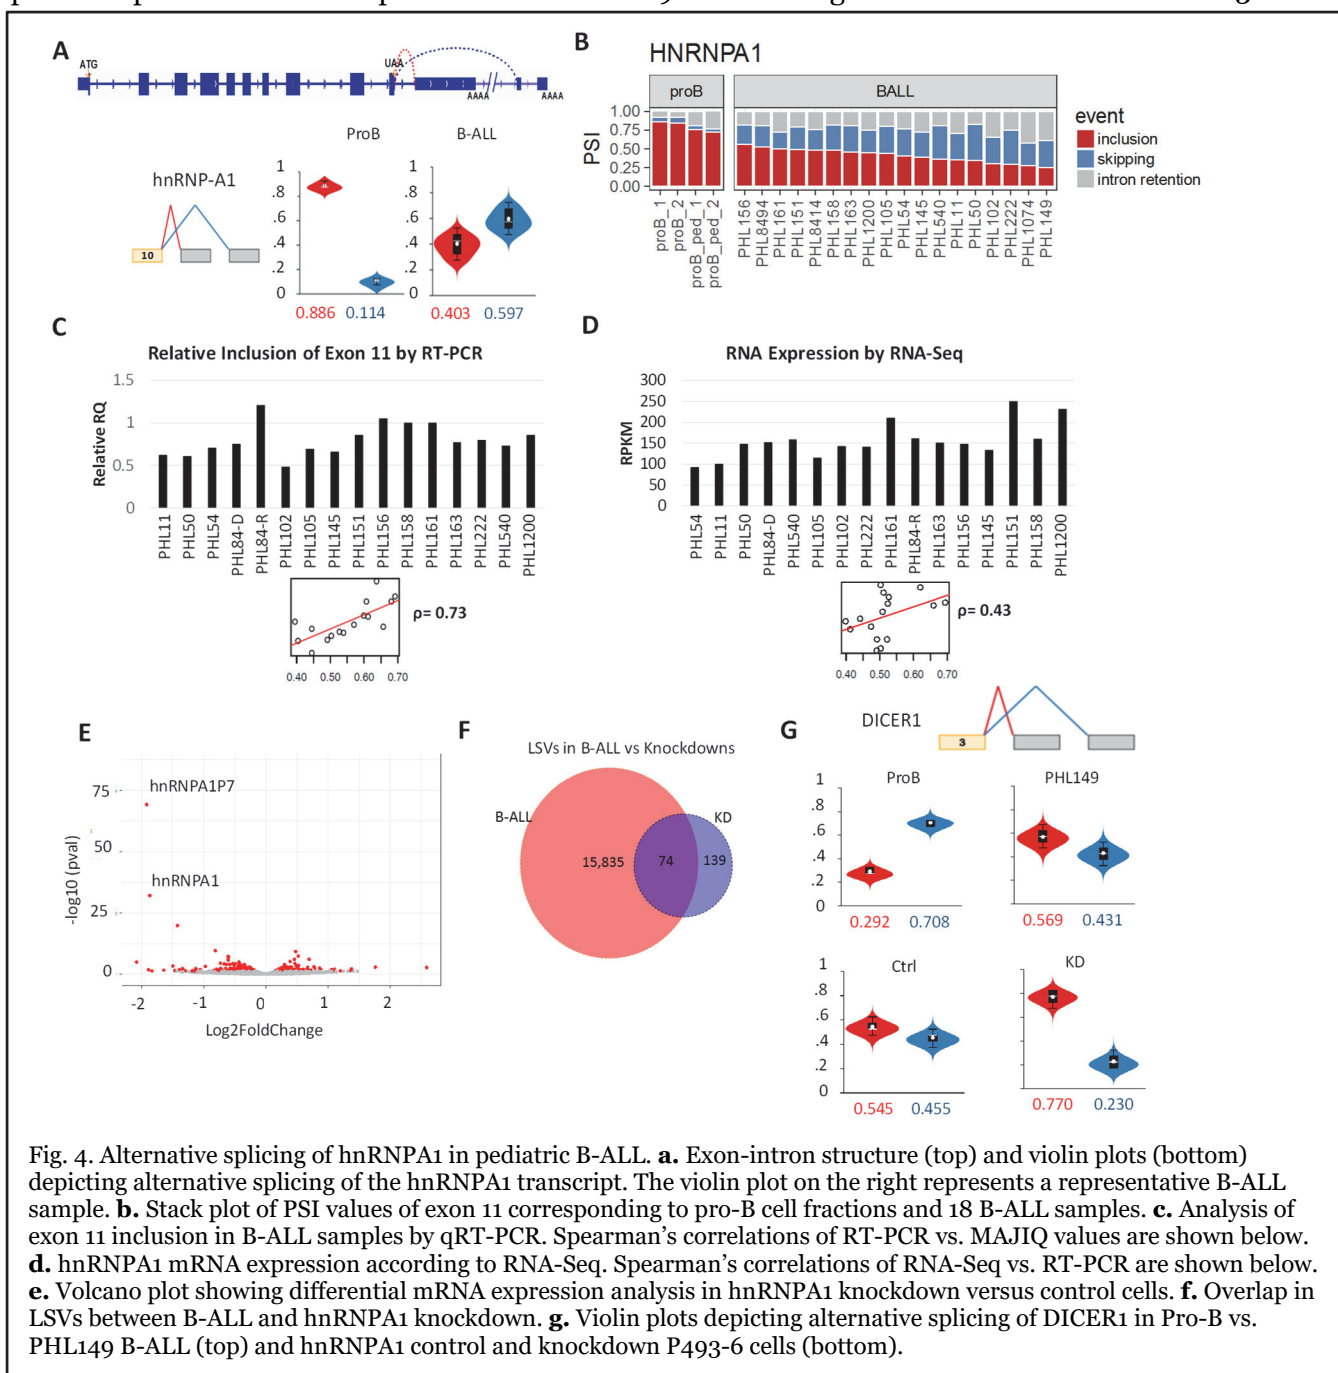 A
ATG
UAA
AAAA
AAAA
ProB
B-ALL
hnRNP-A1
10
1
.8
.6
.4
.2
0
1
.8
.6
.4
.2
0
0.886 0.114
0.403 0.597
B
HNRNPA1
proB
BALL
PSI
1.00
0.75
0.50
0.25
0.00
proB_1
proB_2
proB_ped_1
proB_ped_2
PHL156
PHL8494
PHL161
PHL151
PHL8414
PHL158
PHL163
PHL1200
PHL105
PHL54
PHL145
PHL540
PHL11
PHL50
PHL102
PHL222
PHL1074
PHL149
event
inclusion
skipping
intron retention
C
Relative Inclusion of Exon 11 by RT-PCR
Relative RQ
1.5
1
0.5
0
PHL11
PHL50
PHL54
PHL84-D
PHL84-R
PHL102
PHL105
PHL145
PHL151
PHL156
PHL158
PHL161
PHL163
PHL222
PHL540
PHL1200
ρ= 0.73
0.40 0.50 0.60 0.70
D
RNA Expression by RNA-Seq
RPKM
300
250
200
150
100
50
0
PHL54
PHL11
PHL50
PHL84-D
PHL540
PHL105
PHL102
PHL222
PHL161
PHL84-R
PHL163
PHL156
PHL145
PHL151
PHL158
PHL1200
ρ= 0.43
0.40 0.50 0.60 0.70
E
hnRNPA1P7
hnRNPA1
-log10 (pval)
75
50
25
0
-2 -1 0 1 2
Log2FoldChange
F
LSVs in B-ALL vs Knockdowns
B-ALL
KD
15,835 74 139
G
DICER1
3
ProB
PHL149
1
.8
.6
.4
.2
0
0.292 0.708
0.569 0.431
Ctrl
KD
1
.8
.6
.4
.2
0
0.545 0.455
0.770 0.230
Fig. 4. Alternative splicing of hnRNPA1 in pediatric B-ALL. a. Exon-intron structure (top) and violin plots (bottom)
depicting alternative splicing of the hnRNPA1 transcript. The violin plot on the right represents a representative B-ALL
sample. b. Stack plot of PSI values of exon 11 corresponding to pro-B cell fractions and 18 B-ALL samples. c. Analysis of
exon 11 inclusion in B-ALL samples by qRT-PCR. Spearman's correlations of RT-PCR vs. MAJIQ values are shown below.
d. hnRNPA1 mRNA expression according to RNA-Seq. Spearman's correlations of RNA-Seq vs. RT-PCR are shown below.
e. Volcano plot showing differential mRNA expression analysis in hnRNPA1 knockdown versus control cells. f. Overlap in
LSVs between B-ALL and hnRNPA1 knockdown. g. Violin plots depicting alternative splicing of DICER1 in Pro-B vs.
PHL149 B-ALL (top) and hnRNPA1 control and knockdown P493-6 cells (bottom).